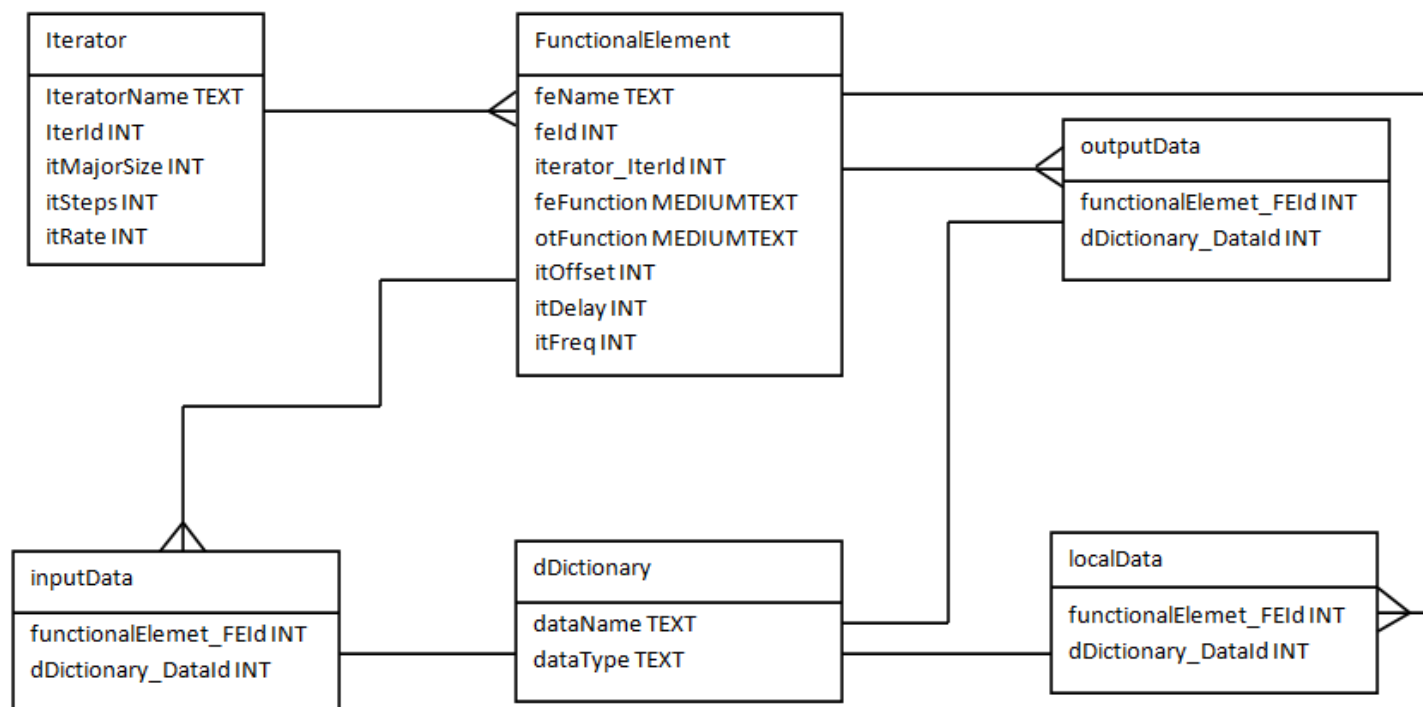 Iterator
IteratorName TEXT
IterId INT
itMajorSize INT
itSteps INT
itRate INT
FunctionalElement
feName TEXT
feId INT
iterator_IterId INT
feFunction MEDIUMTEXT
otFunction MEDIUMTEXT
itOffset INT
itDelay INT
itFreq INT
outputData
functionalElemet_FEId INT
dDictionary_DataId INT
inputData
functionalElemet_FEId INT
dDictionary_DataId INT
dDictionary
dataName TEXT
dataType TEXT
localData
functionalElemet_FEId INT
dDictionary_DataId INT